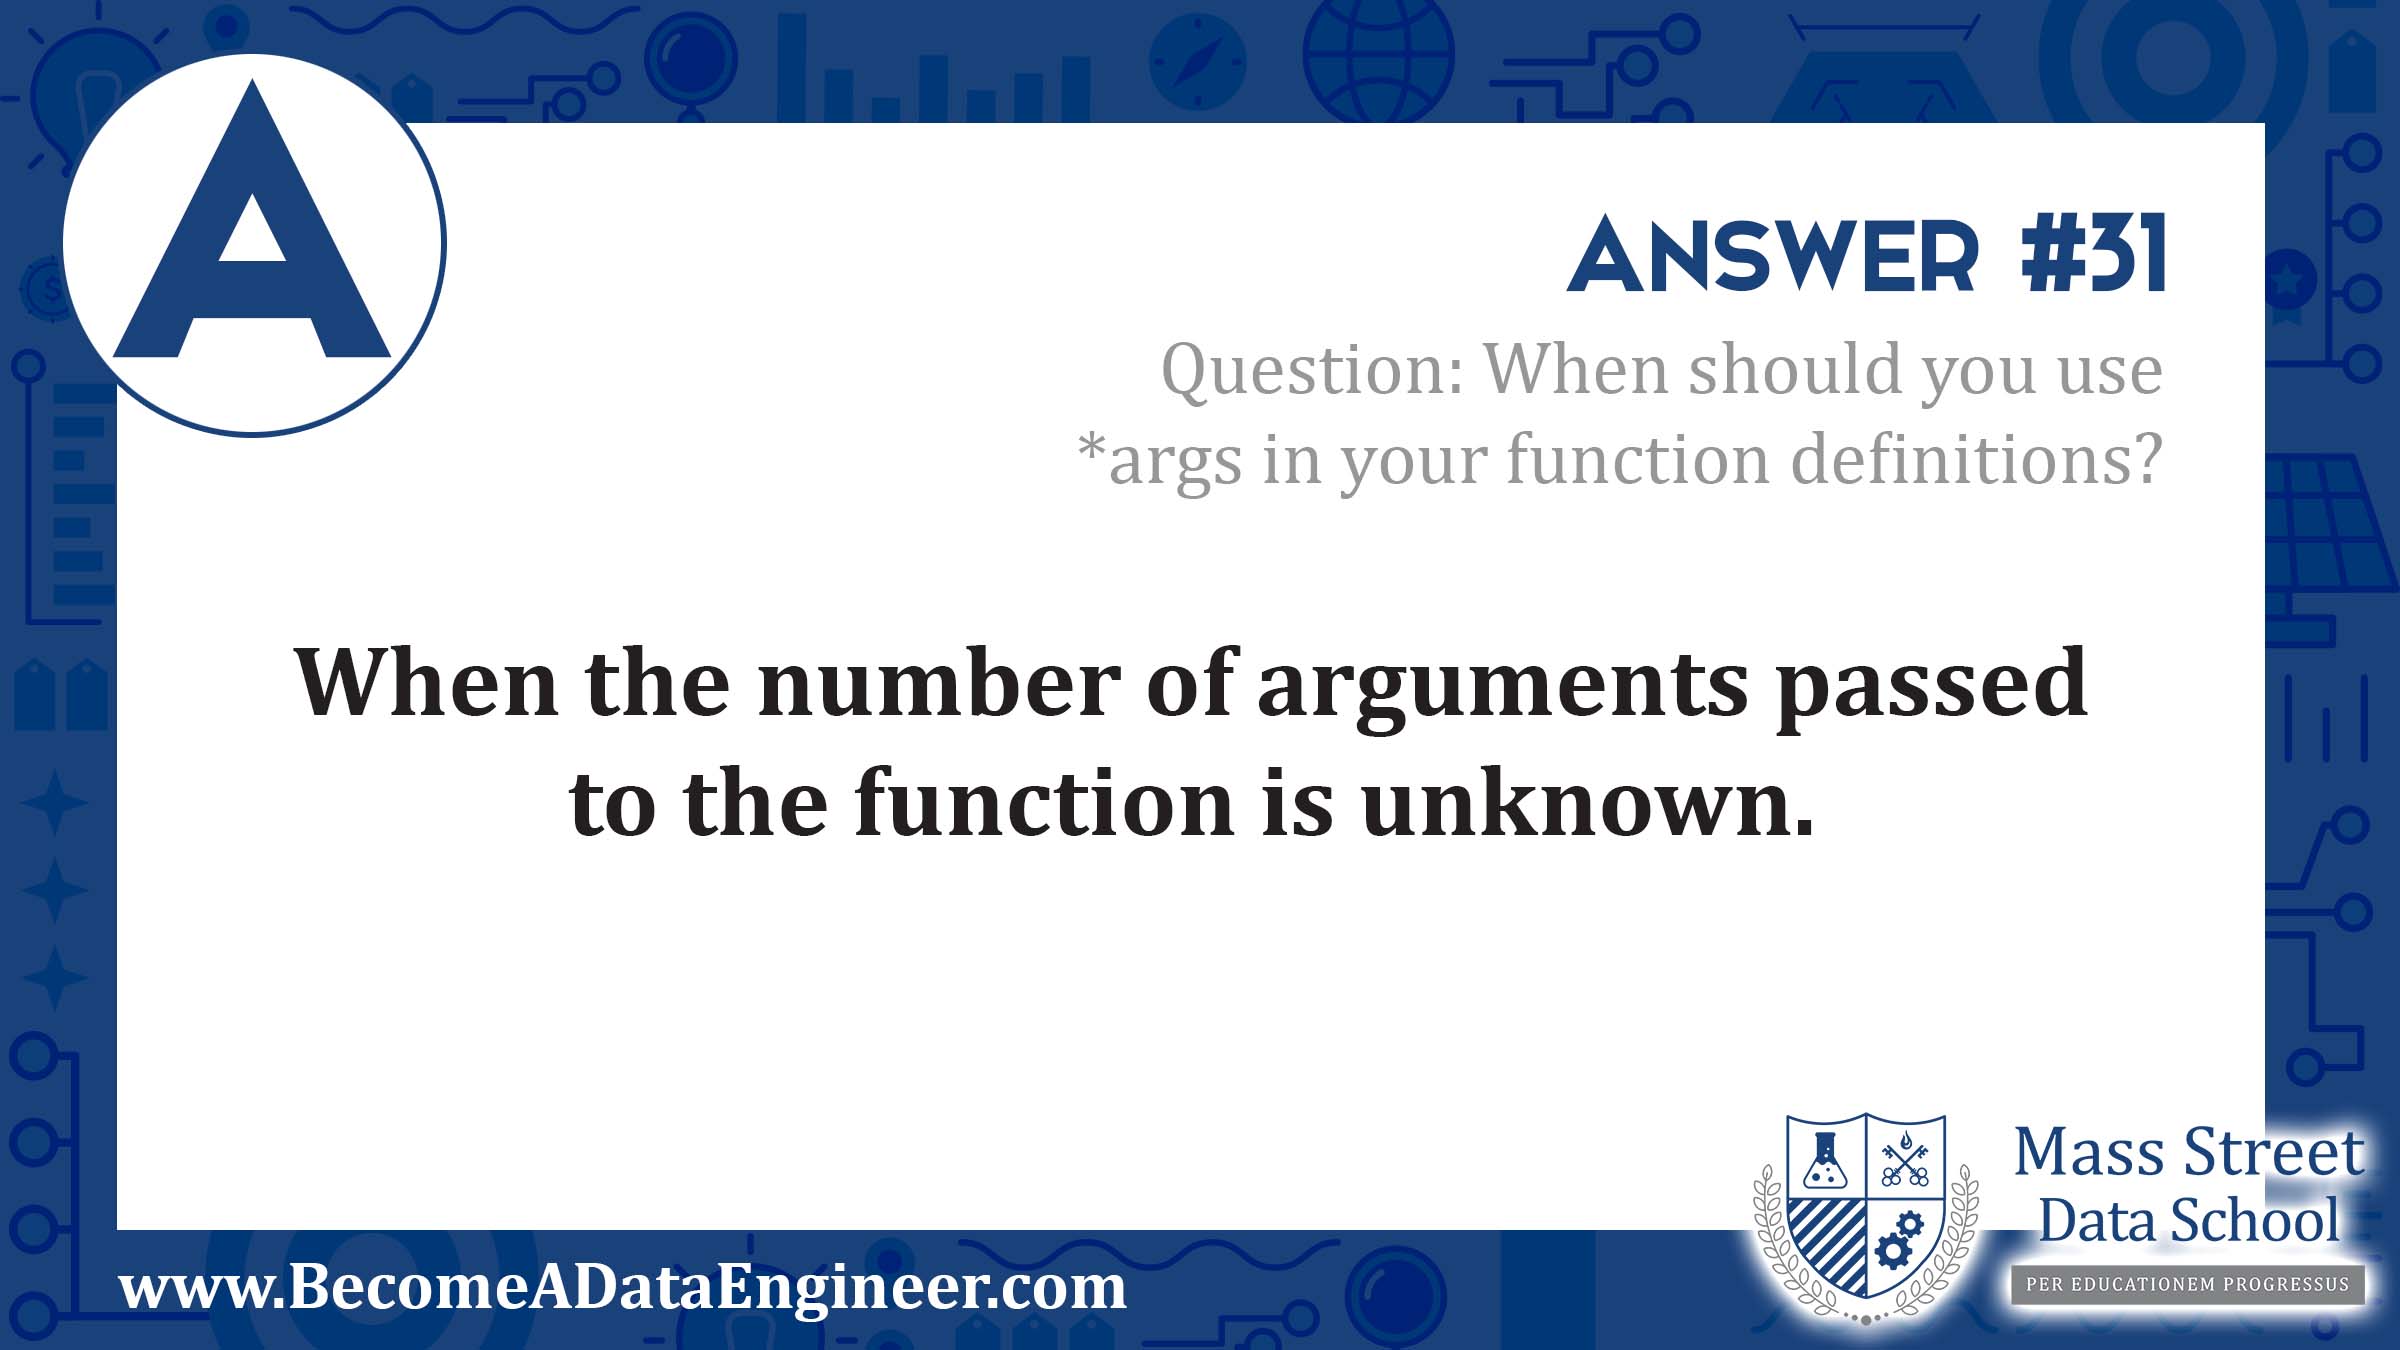 A
Answer #31
Question: When should you use
*args in your function definitions?
When the number of arguments passed
to the function is unknown.
www.BecomeADataEngineer.com
Mass Street
Data School
PER EDUCATIONEM PROGRESSUS
$